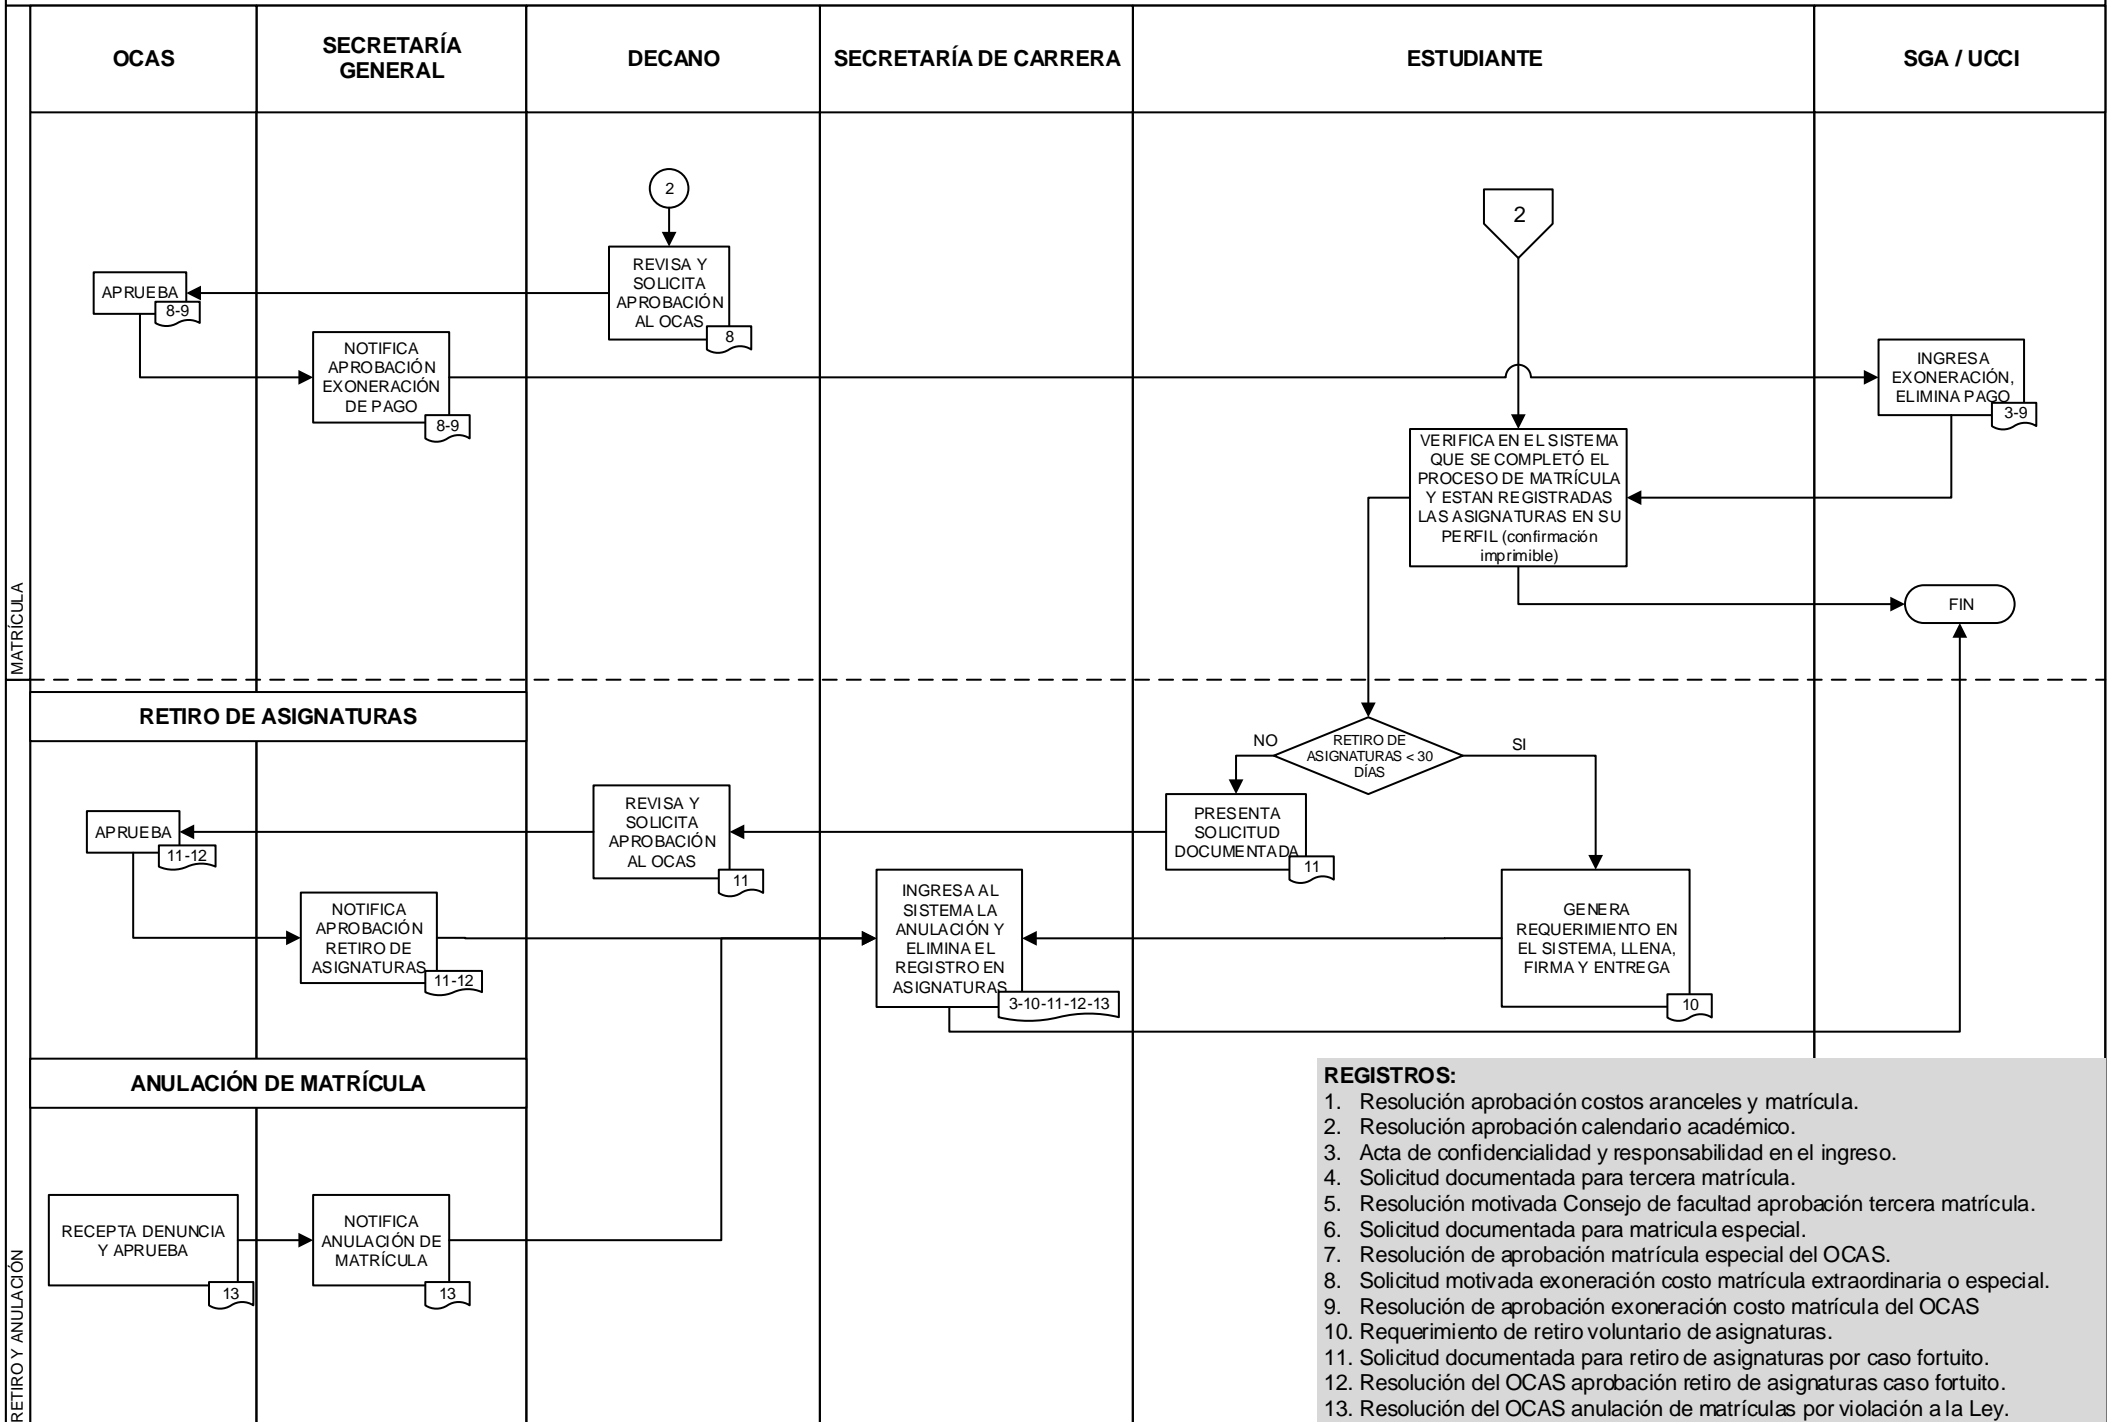 OCAS
SECRETARÍA
GENERAL
DECANO
SECRETARÍA DE CARRERA
ESTUDIANTE
SGA / UCCI
MATRÍCULA
2
2
REVISA Y
SOLICITA
APROBACIÓN
AL OCAS
8
APRUEBA
8-9
NOTIFICA
APROBACIÓN
EXONERACIÓN
DE PAGO
8-9
INGRESA
EXONERACIÓN,
ELIMINA PAGO
3-9
VERIFICA EN EL SISTEMA
QUE SE COMPLETÓ EL
PROCESO DE MATRÍCULA
Y ESTAN REGISTRADAS
LAS ASIGNATURAS EN SU
PERFIL (confirmación
imprimible)
FIN
RETIRO Y ANULACIÓN
RETIRO DE ASIGNATURAS
NO
RETIRO DE
ASIGNATURAS < 30
DÍAS
SI
APRUEBA
11-12
REVISA Y
SOLICITA
APROBACIÓN
AL OCAS
11
PRESENTA
SOLICITUD
DOCUMENTADA
11
NOTIFICA
APROBACIÓN
RETIRO DE
ASIGNATURAS
11-12
INGRESA AL
SISTEMA LA
ANULACIÓN Y
ELIMINA EL
REGISTRO EN
ASIGNATURAS
3-10-11-12-13
GENERA
REQUERIMIENTO EN
EL SISTEMA, LLENA,
FIRMA Y ENTREGA
10
ANULACIÓN DE MATRÍCULA
RECEPTA DENUNCIA
Y APRUEBA
13
NOTIFICA
ANULACIÓN DE
MATRÍCULA
13
REGISTROS:
1. Resolución aprobación costos aranceles y matrícula.
2. Resolución aprobación calendario académico.
3. Acta de confidencialidad y responsabilidad en el ingreso.
4. Solicitud documentada para tercera matrícula.
5. Resolución motivada Consejo de facultad aprobación tercera matrícula.
6. Solicitud documentada para matricula especial.
7. Resolución de aprobación matrícula especial del OCAS.
8. Solicitud motivada exoneración costo matrícula extraordinaria o especial.
9. Resolución de aprobación exoneración costo matrícula del OCAS
10. Requerimiento de retiro voluntario de asignaturas.
11. Solicitud documentada para retiro de asignaturas por caso fortuito.
12. Resolución del OCAS aprobación retiro de asignaturas caso fortuito.
13. Resolución del OCAS anulación de matrículas por violación a la Ley.